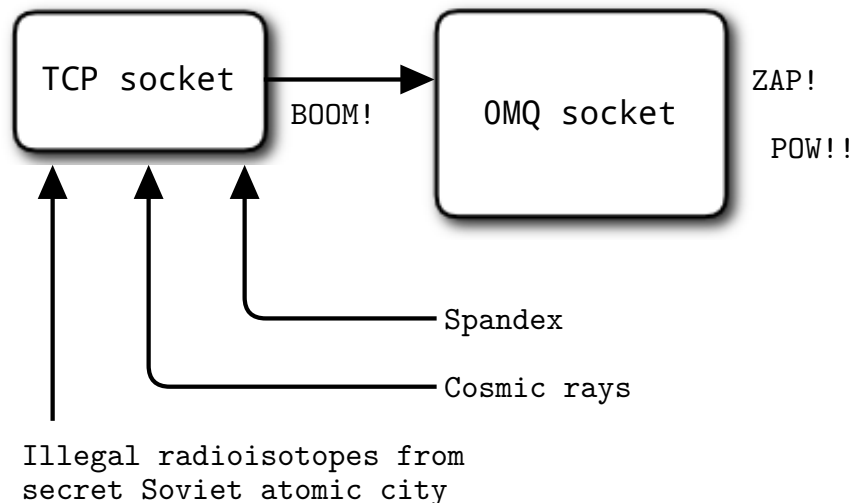 TCP socket
BOOM!
0MQ socket
ZAP!
POW!!
Spandex
Cosmic rays
Illegal radioisotopes from
secret Soviet atomic city